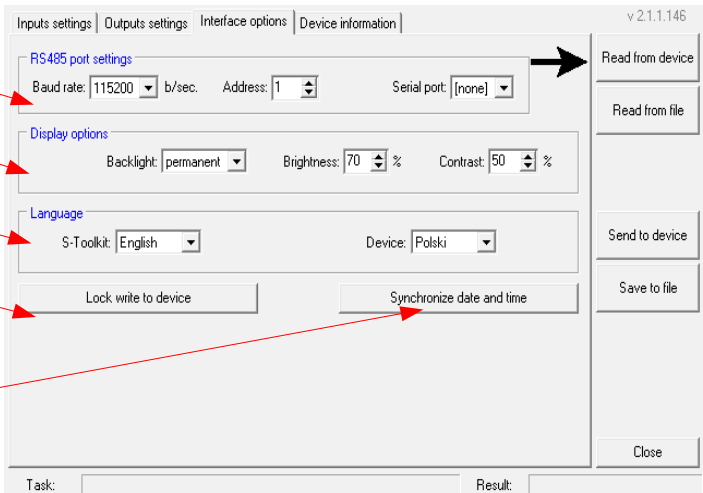 Inputs settings Outputs settings Interface options Device information v 2.1.1.146
RS485 port settings
Baud rate: 115200 b/sec. Address: 1 Serial port: [none]
Read from device
Read from file
Display options
Backlight: permanent Brightness: 70 % Contrast: 50 %
Language
S-Toolkit: English Device: Polski
Send to device
Lock write to device Synchronize date and time
Save to file
Close
Task: Result: